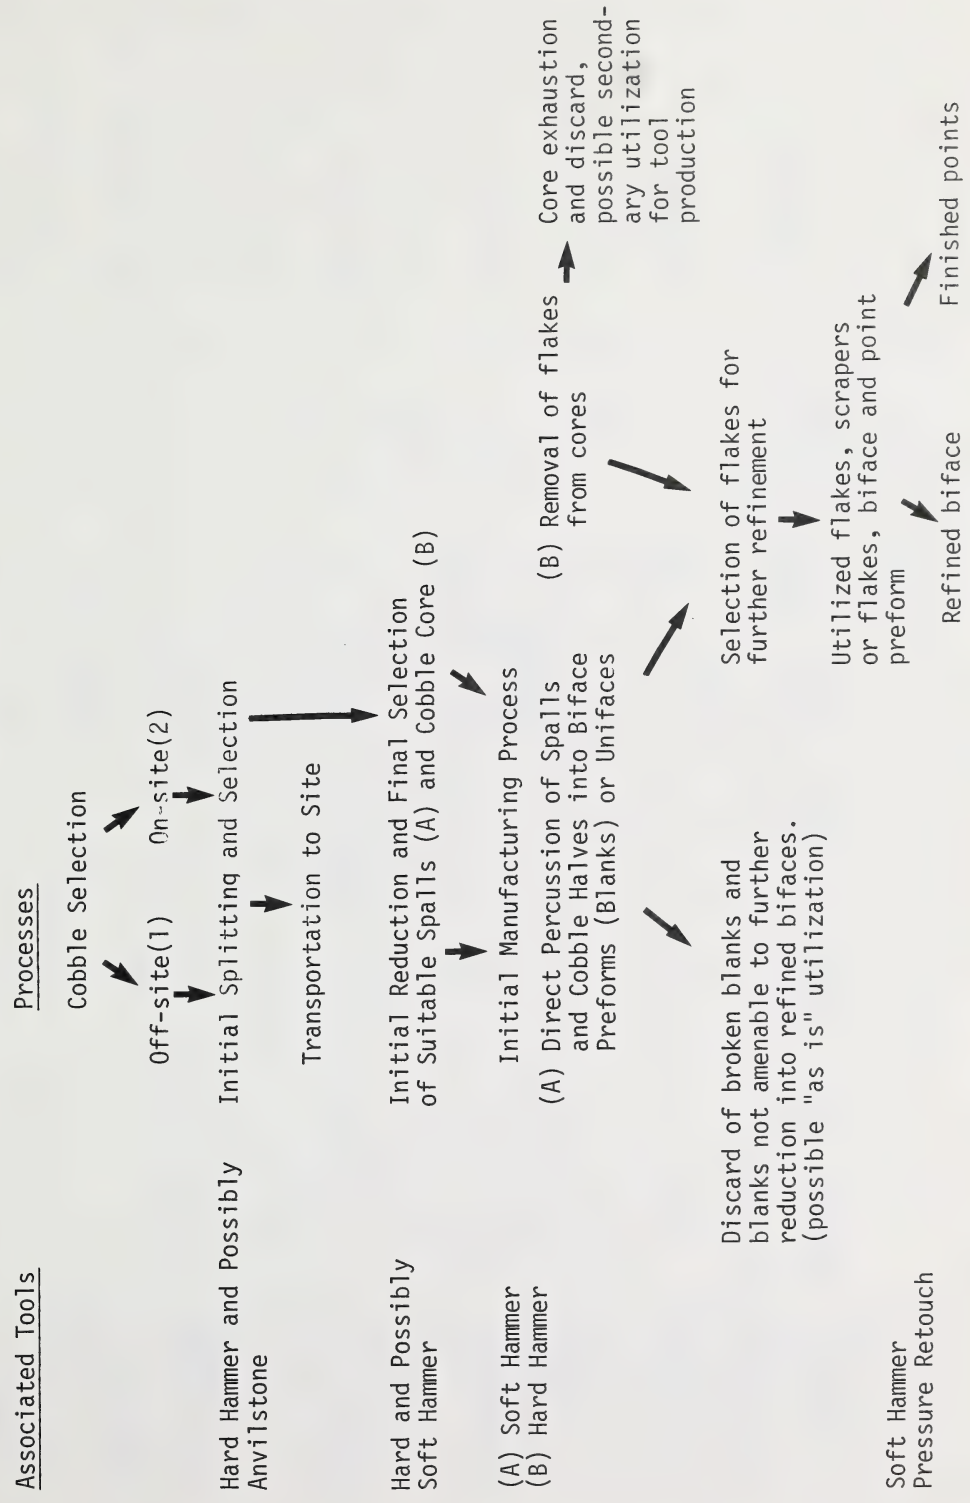 Associated Tools
Processes
Cobble Selection
Off-site(1)
On-site(2)
Hard Hammer and Possibly
Anvilstone
Initial Splitting and Selection
Transportation to Site
Hard and Possibly
Soft Hammer
Initial Reduction and Final Selection
of Suitable Spalls (A) and Cobble Core (B)
(A) Soft Hammer
(B) Hard Hammer
Initial Manufacturing Process
(A) Direct Percussion of Spalls
and Cobble Halves into Biface
Preforms (Blanks) or Unifaces
(B) Removal of flakes
from cores
Core exhaustion
and discard,
possible second-
ary utilization
for tool
production
Discard of broken blanks and
blanks not amenable to further
reduction into refined bifaces.
(possible "as is" utilization)
Selection of flakes for
further refinement
Utilized flakes, scrapers
or flakes, biface and point
preform
Soft Hammer
Pressure Retouch
Refined biface
Finished points